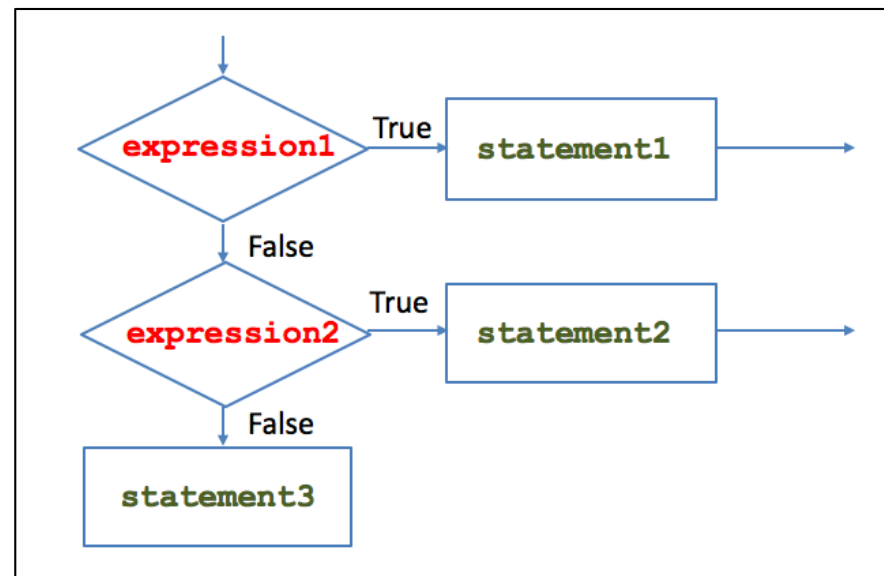 expression1
True
statement1
False
expression2
True
statement2
False
statement3